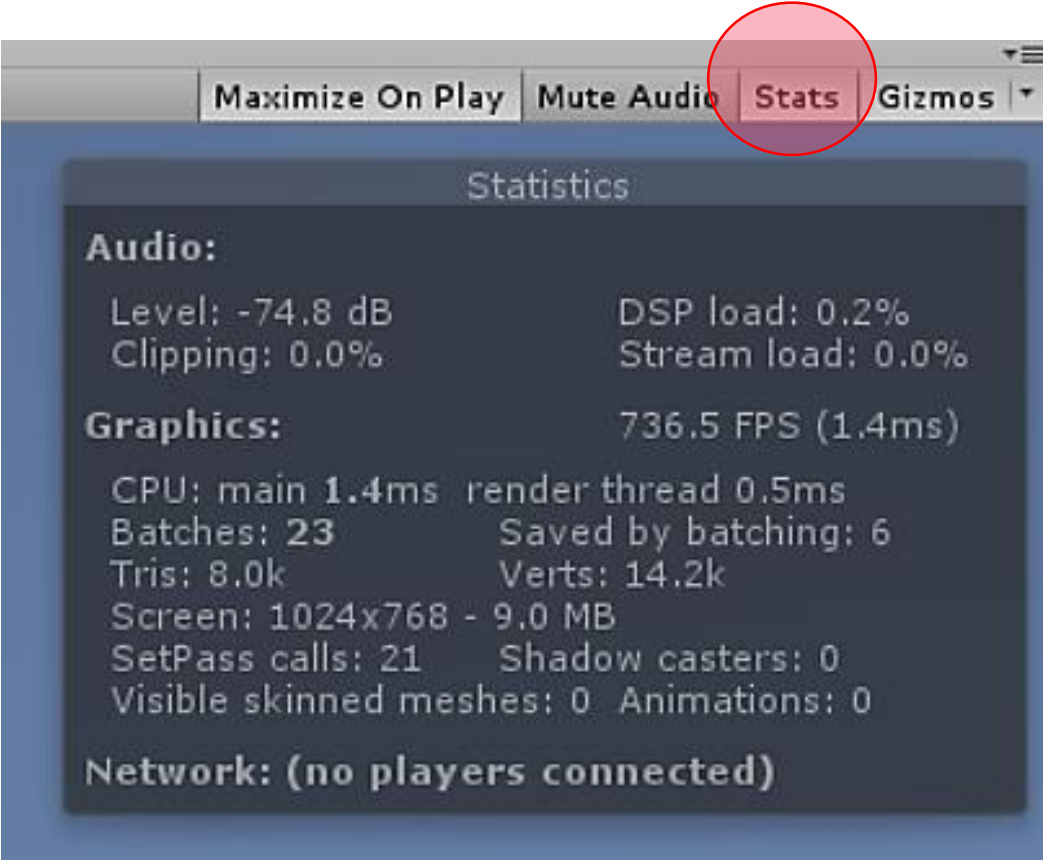 Maximize On Play Mute Audio Stats Gizmos
Statistics
Audio:
Level: -74.8 dB DSP load: 0.2%
Clipping: 0.0% Stream load: 0.0%
Graphics: 736.5 FPS (1.4ms)
CPU: main 1.4ms render thread 0.5ms
Batches: 23 Saved by batching: 6
Tris: 8.0k Verts: 14.2k
Screen: 1024x768 - 9.0 MB
SetPass calls: 21 Shadow casters: 0
Visible skinned meshes: 0 Animations: 0
Network: (no players connected)